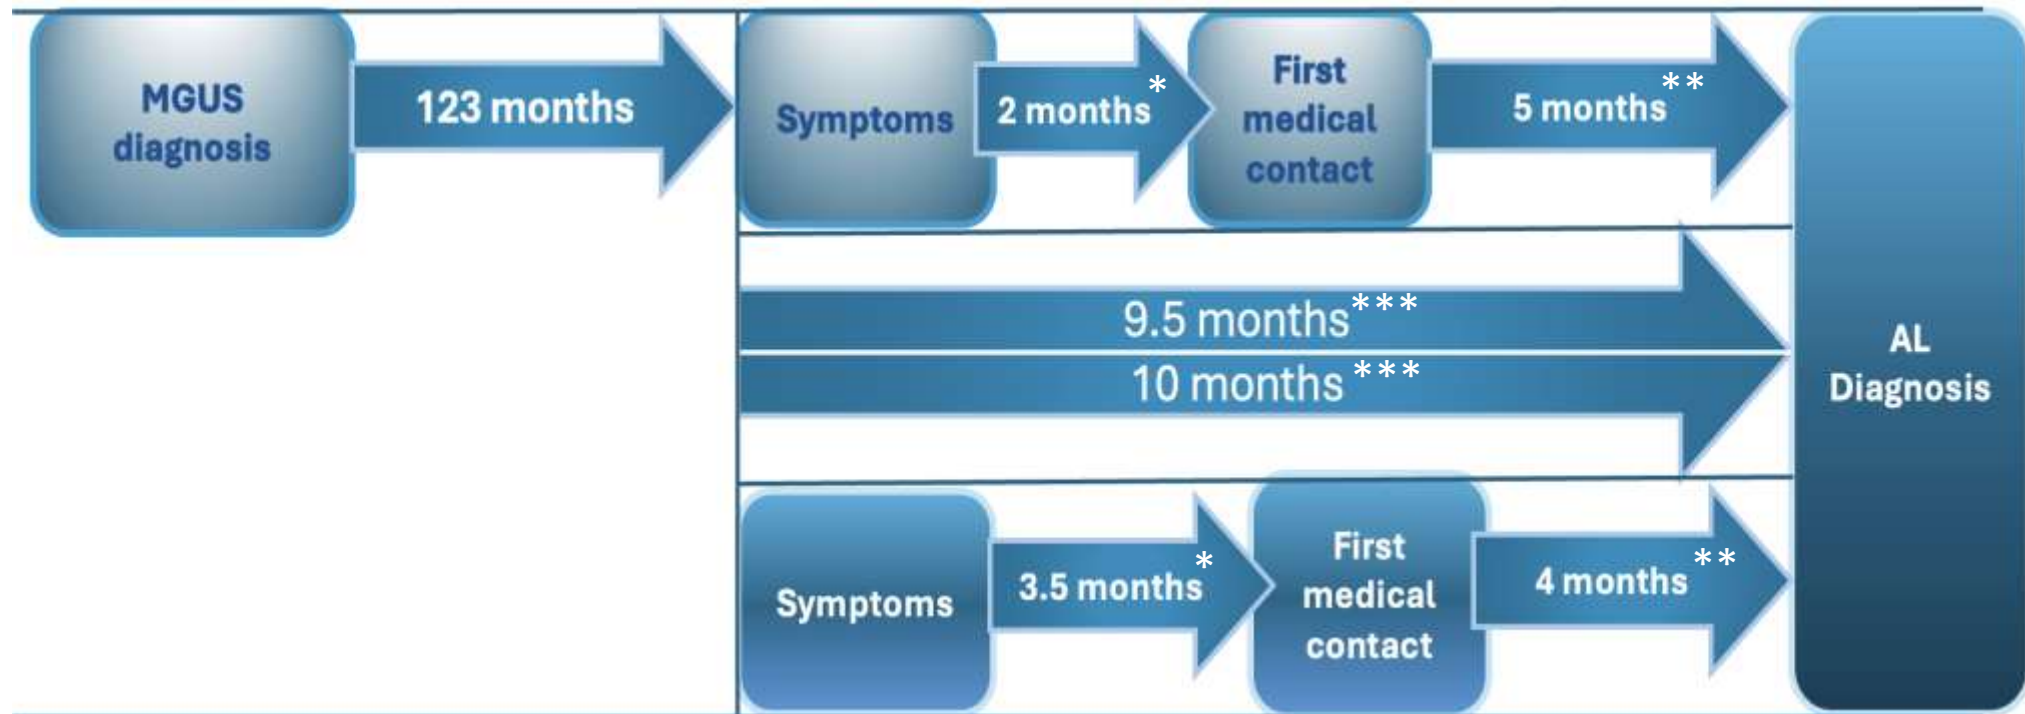 MGUS
diagnosis
123 months
Symptoms
2 months*
First
medical
contact
5 months**
9.5 months***
10 months ***
AL
Diagnosis
Symptoms
3.5 months*
First
medical
contact
4 months**